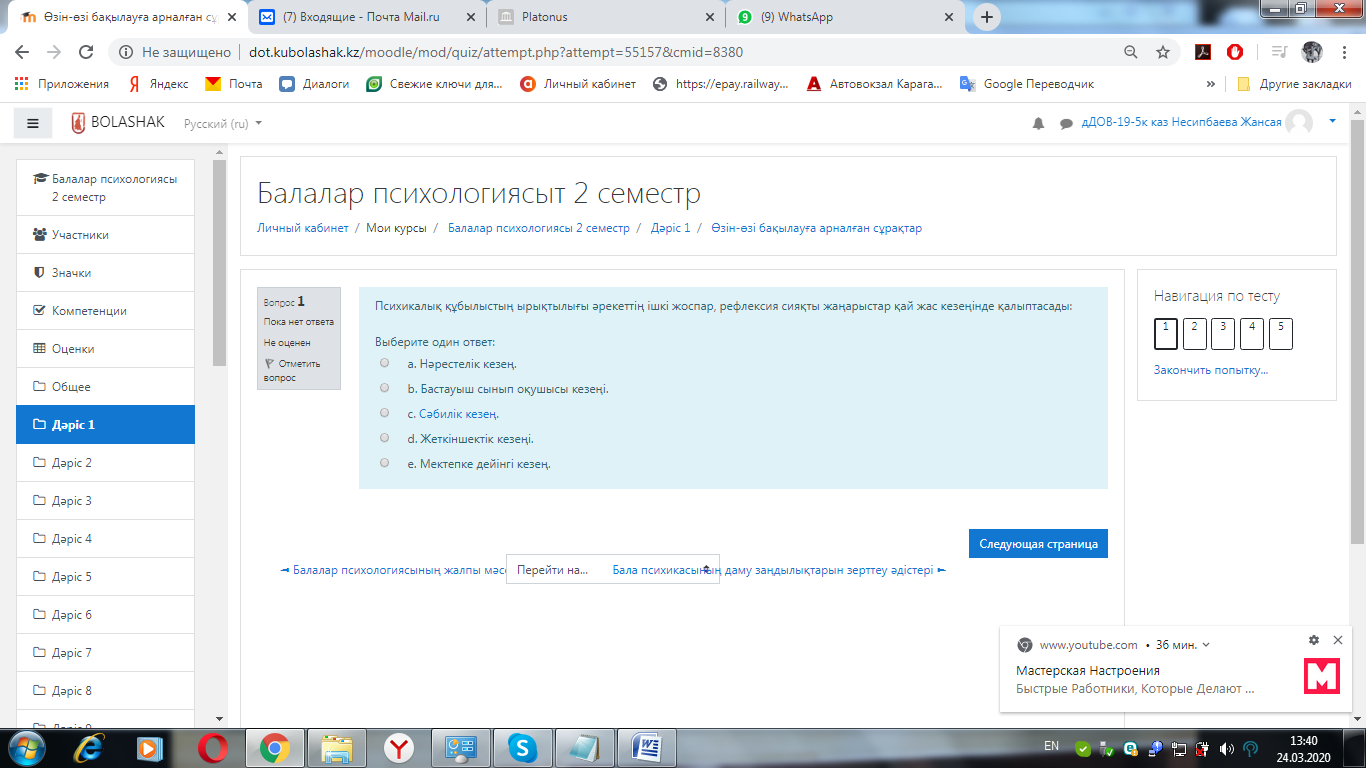 Өзін-өзі бақылауға арналған сұр
(7) Входящие - Почта Mail.ru
Platonus
(9) WhatsApp
Не защищено
dot.kubolashak.kz/moodle/mod/quiz/attempt.php?attempt=55157&cmid=8380
Приложения
Яндекс
Почта
Диалоги
Свежие ключи для...
Личный кабинет
https://epay.railway...
Автовокзал Карага...
Google Переводчик
»
Другие закладки
BOLASHAK
Русский (ru)
дДОВ-19-5к каз Несипбаева Жансая
Балалар психологиясы
2 семестр
Участники
Значки
Компетенции
Оценки
Общее
Дәріс 1
Дәріс 2
Дәріс 3
Дәріс 4
Дәріс 5
Дәріс 6
Дәріс 7
Дәріс 8
Балалар психологиясыт 2 семестр
Личный кабинет / Мои курсы / Балалар психологиясы 2 семестр / Дәріс 1 / Өзін-өзі бақылауға арналған сұрақтар
Вопрос 1
Пока нет ответа
Не оценен
Отметить
вопрос
Психикалық құбылыстың ырықтылығы әрекеттің ішкі жоспар, рефлексия сияқты жаңарыстар қай жас кезеңінде қалыптасады:
Выберите один ответ:
a. Нәрестелік кезең.
b. Бастауыш сынып оқушысы кезеңі.
c. Сәбилік кезең.
d. Жеткіншектік кезеңі.
e. Мектепке дейінгі кезең.
Следующая страница
◄ Балалар психологиясының жалпы мәсе
Перейти на...
Бала психикасының даму заңдылықтарын зерттеу әдістері ►
Навигация по тесту
1 2 3 4 5
Закончить попытку...
www.youtube.com • 36 мин.
Мастерская Настроения
Быстрые Работники, Которые Делают ...
EN
13:40
24.03.2020